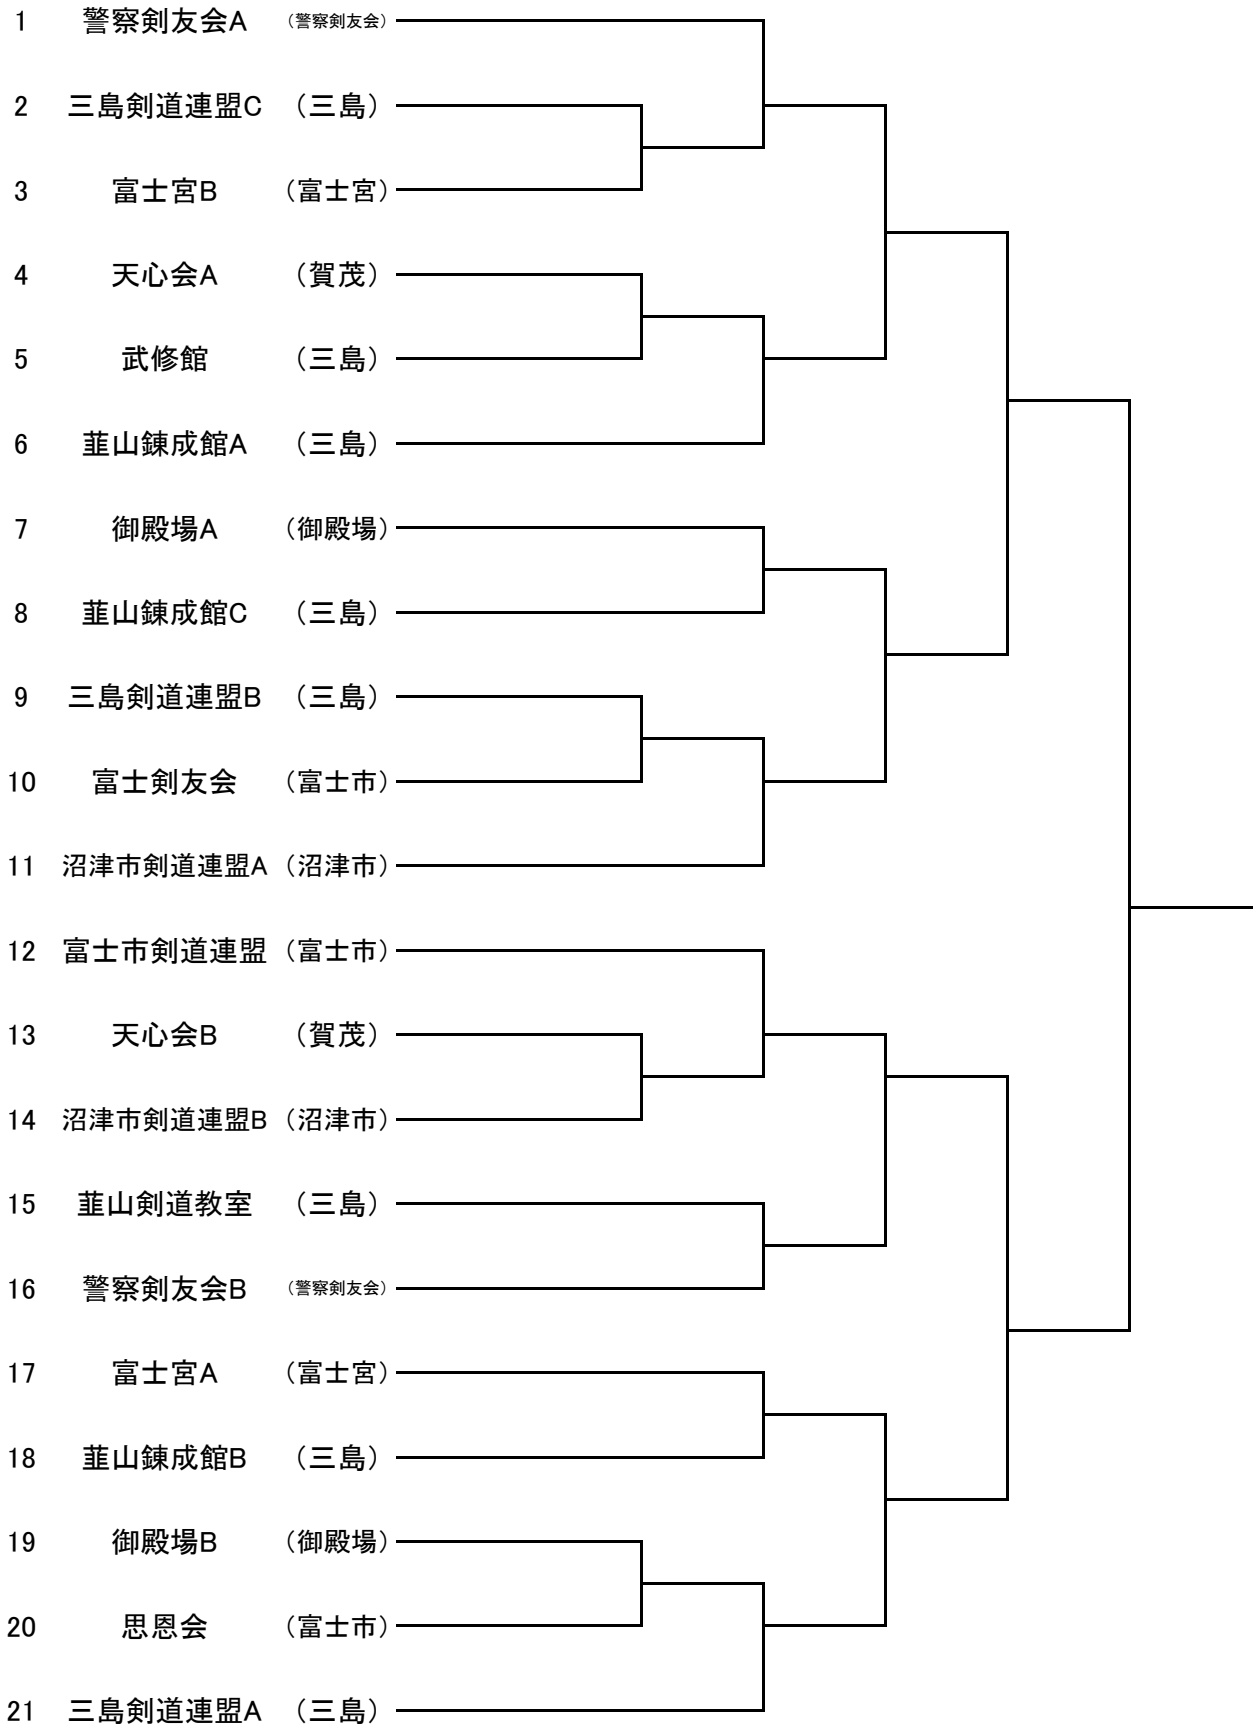 1 警察剣友会A （警察剣友会）
2 三島剣道連盟C （三島）
3 富士宮B （富士宮）
4 天心会A （賀茂）
5 武修館 （三島）
6 韮山錬成館A （三島）
7 御殿場A （御殿場）
8 韮山錬成館C （三島）
9 三島剣道連盟B （三島）
10 富士剣友会 （富士市）
11 沼津市剣道連盟A （沼津市）
12 富士市剣道連盟 （富士市）
13 天心会B （賀茂）
14 沼津市剣道連盟B （沼津市）
15 韮山剣道教室 （三島）
16 警察剣友会B （警察剣友会）
17 富士宮A （富士宮）
18 韮山錬成館B （三島）
19 御殿場B （御殿場）
20 思恩会 （富士市）
21 三島剣道連盟A （三島）